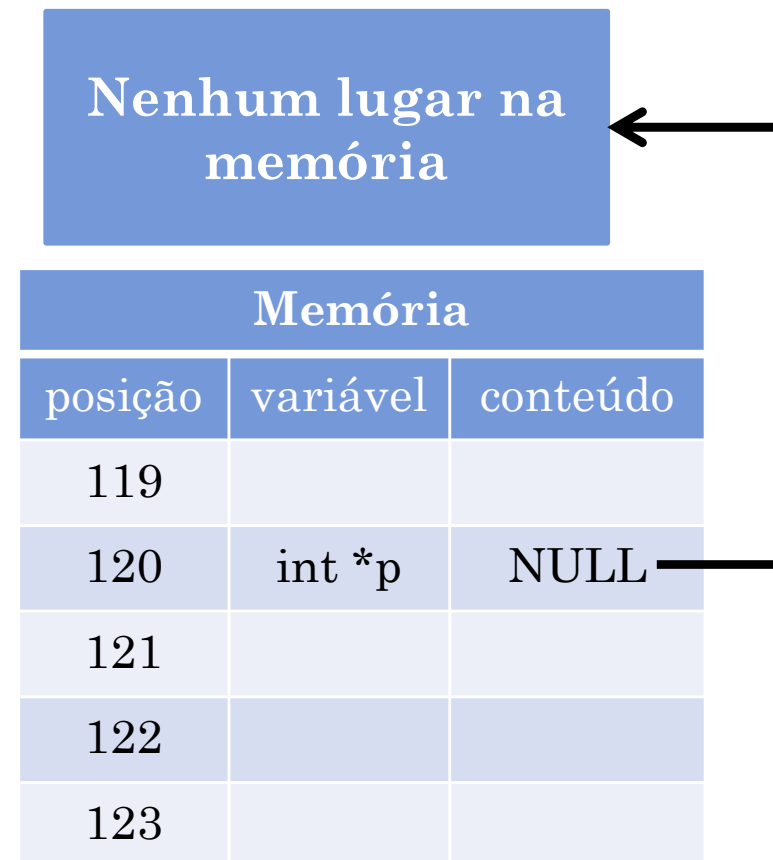 Nenhum lugar na
memória
Memória
posição variável conteúdo
119
120 int *p NULL
121
122
123